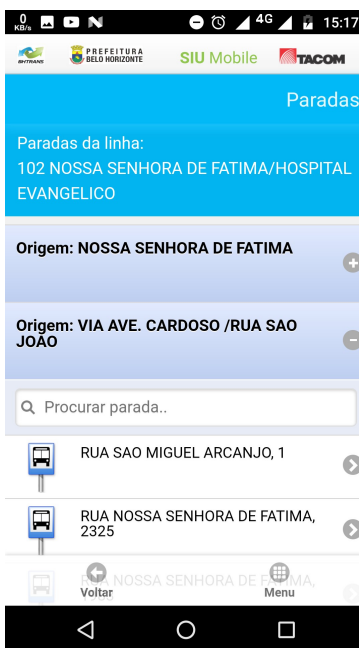 0
KB/s
4G
15:17
BHTRANS
PREFEITURA
BELO HORIZONTE
SIU Mobile
TACOM
Paradas
Paradas da linha:
102 NOSSA SENHORA DE FATIMA/HOSPITAL
EVANGELICO
Origem: NOSSA SENHORA DE FATIMA
Origem: VIA AVE. CARDOSO /RUA SAO
JOAO
Procurar parada..
RUA SAO MIGUEL ARCANJO, 1
RUA NOSSA SENHORA DE FATIMA,
2325
RUA NOSSA SENHORA DE FATIMA,
Voltar
Menu